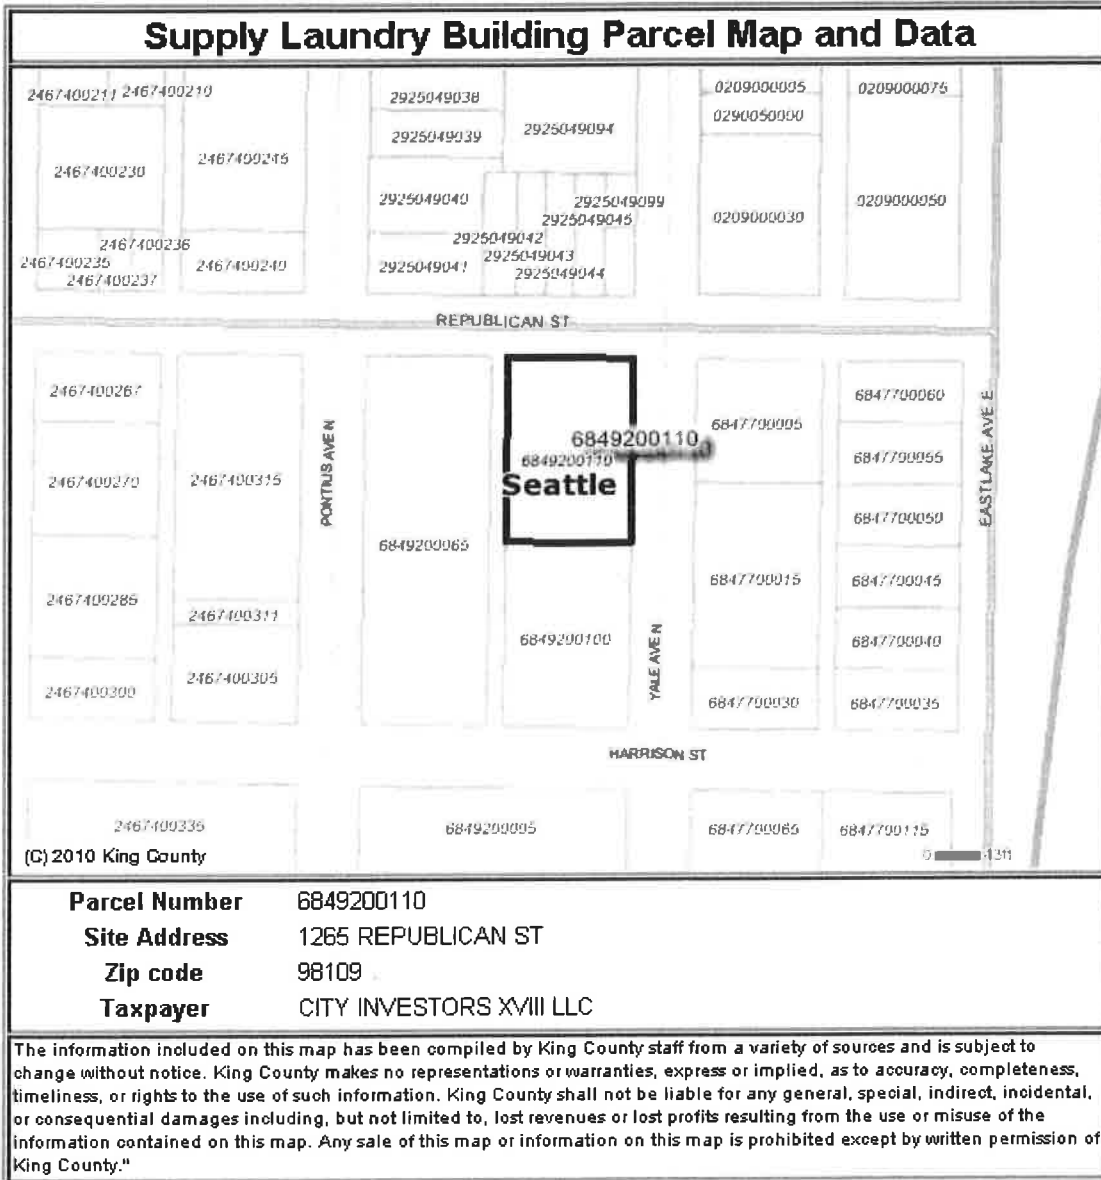 Supply Laundry Building Parcel Map and Data
2467400211 2467400210
2925049038
0209000005
0209000075
2925049039
2925049094
0290050000
2467400230
2467400245
2925049040
2925049099
2925049045
0209000030
0209000050
2467400236
2925049042
2467400235
2467400237
2467400240
2925049041
2925049043
2925049044
REPUBLICAN ST
2467400267
6849200110
6849200110
Seattle
6847700005
6847700060
PONTIUS AVE N
EASTLAKE AVE E
2467400270
2467400315
6847700055
6847700050
6849200065
2467400285
2467400311
6847700015
6847700045
6849200100
YALE AVE N
6847700040
2467400300
2467400305
6847700030
6847700035
HARRISON ST
2467400335
6849200005
6847700065
6847700115
(C) 2010 King County
0
Parcel Number 6849200110
Site Address 1265 REPUBLICAN ST
Zip code 98109
Taxpayer CITY INVESTORS XVIII LLC
The information included on this map has been compiled by King County staff from a variety of sources and is subject to
change without notice. King County makes no representations or warranties, express or implied, as to accuracy, completeness,
timeliness, or rights to the use of such information. King County shall not be liable for any general, special, indirect, incidental,
or consequential damages including, but not limited to, lost revenues or lost profits resulting from the use or misuse of the
information contained on this map. Any sale of this map or information on this map is prohibited except by written permission of
King County."